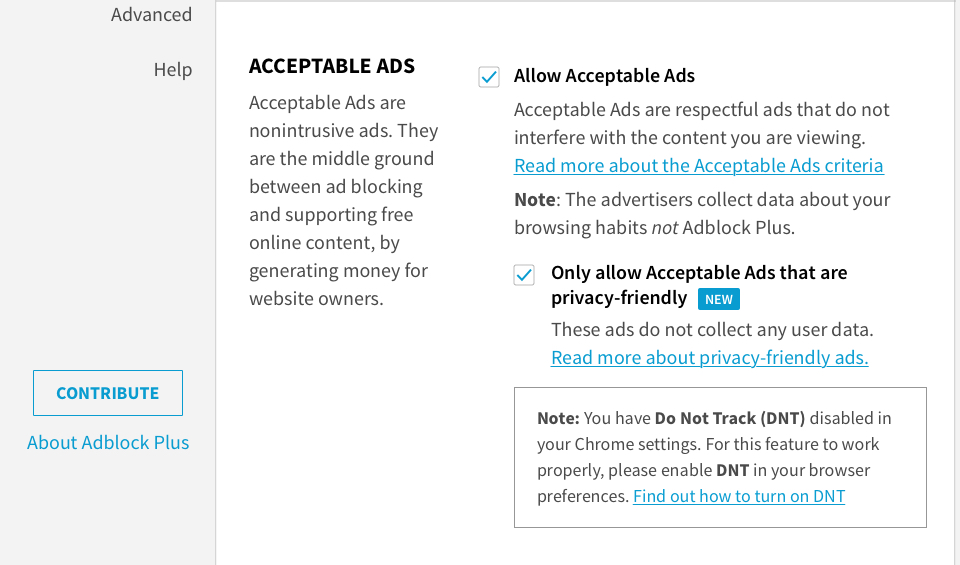 Advanced
Help
CONTRIBUTE
About Adblock Plus
ACCEPTABLE ADS
Acceptable Ads are
nonintrusive ads. They
are the middle ground
between ad blocking
and supporting free
online content, by
generating money for
website owners.
Allow Acceptable Ads
Acceptable Ads are respectful ads that do not
interfere with the content you are viewing.
Read more about the Acceptable Ads criteria
Note: The advertisers collect data about your
browsing habits not Adblock Plus.
Only allow Acceptable Ads that are
privacy-friendly NEW
These ads do not collect any user data.
Read more about privacy-friendly ads.
Note: You have Do Not Track (DNT) disabled in
your Chrome settings. For this feature to work
properly, please enable DNT in your browser
preferences. Find out how to turn on DNT